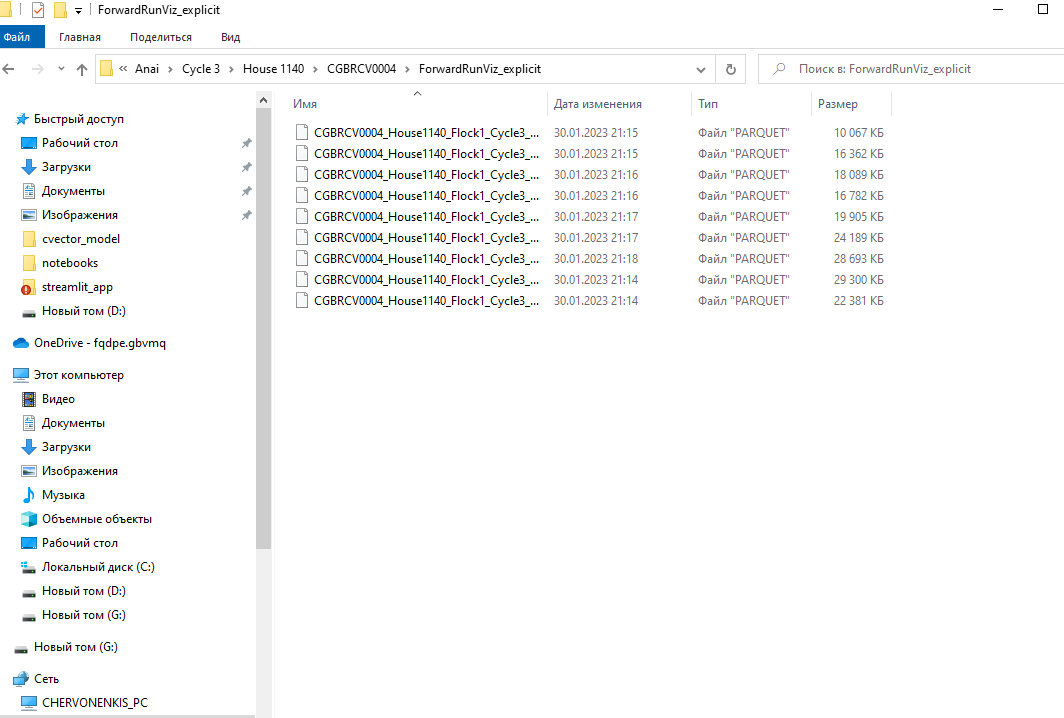 ForwardRunViz_explicit
Файл Главная Поделиться Вид
« Anai > Cycle 3 > House 1140 > CGBRCV0004 > ForwardRunViz_explicit
Поиск в: ForwardRunViz_explicit
Быстрый доступ
Рабочий стол
Загрузки
Документы
Изображения
cvector_model
notebooks
streamlit_app
Новый том (D:)
OneDrive - fqdpe.gbvmq
Этот компьютер
Видео
Документы
Загрузки
Изображения
Музыка
Объемные объекты
Рабочий стол
Локальный диск (C:)
Новый том (D:)
Новый том (G:)
Новый том (G:)
Сеть
CHERVONENKIS_PC
Имя Дата изменения Тип Размер
CGBRCV0004_House1140_Flock1_Cycle3_... 30.01.2023 21:15 Файл "PARQUET" 10 067 КБ
CGBRCV0004_House1140_Flock1_Cycle3_... 30.01.2023 21:15 Файл "PARQUET" 16 362 КБ
CGBRCV0004_House1140_Flock1_Cycle3_... 30.01.2023 21:16 Файл "PARQUET" 18 089 КБ
CGBRCV0004_House1140_Flock1_Cycle3_... 30.01.2023 21:16 Файл "PARQUET" 16 782 КБ
CGBRCV0004_House1140_Flock1_Cycle3_... 30.01.2023 21:17 Файл "PARQUET" 19 905 КБ
CGBRCV0004_House1140_Flock1_Cycle3_... 30.01.2023 21:17 Файл "PARQUET" 24 189 КБ
CGBRCV0004_House1140_Flock1_Cycle3_... 30.01.2023 21:18 Файл "PARQUET" 28 693 КБ
CGBRCV0004_House1140_Flock1_Cycle3_... 30.01.2023 21:14 Файл "PARQUET" 29 300 КБ
CGBRCV0004_House1140_Flock1_Cycle3_... 30.01.2023 21:14 Файл "PARQUET" 22 381 КБ